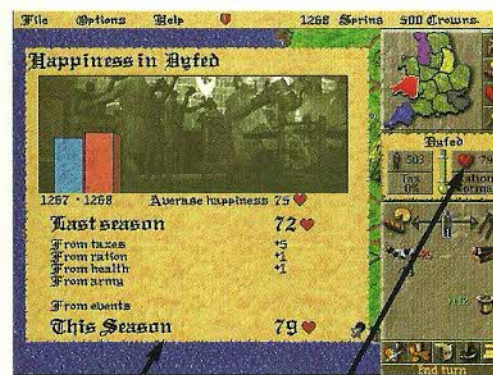 File Options Help 1268 Spring 500 Crowns
Happiness in Dyfed
1267 · 1268 Average happiness 75
Last season 72
From taxes +5
From ration +1
From health +1
From army
From events
This Season 79
Dyfed
503 79
Tax
0%
End turn